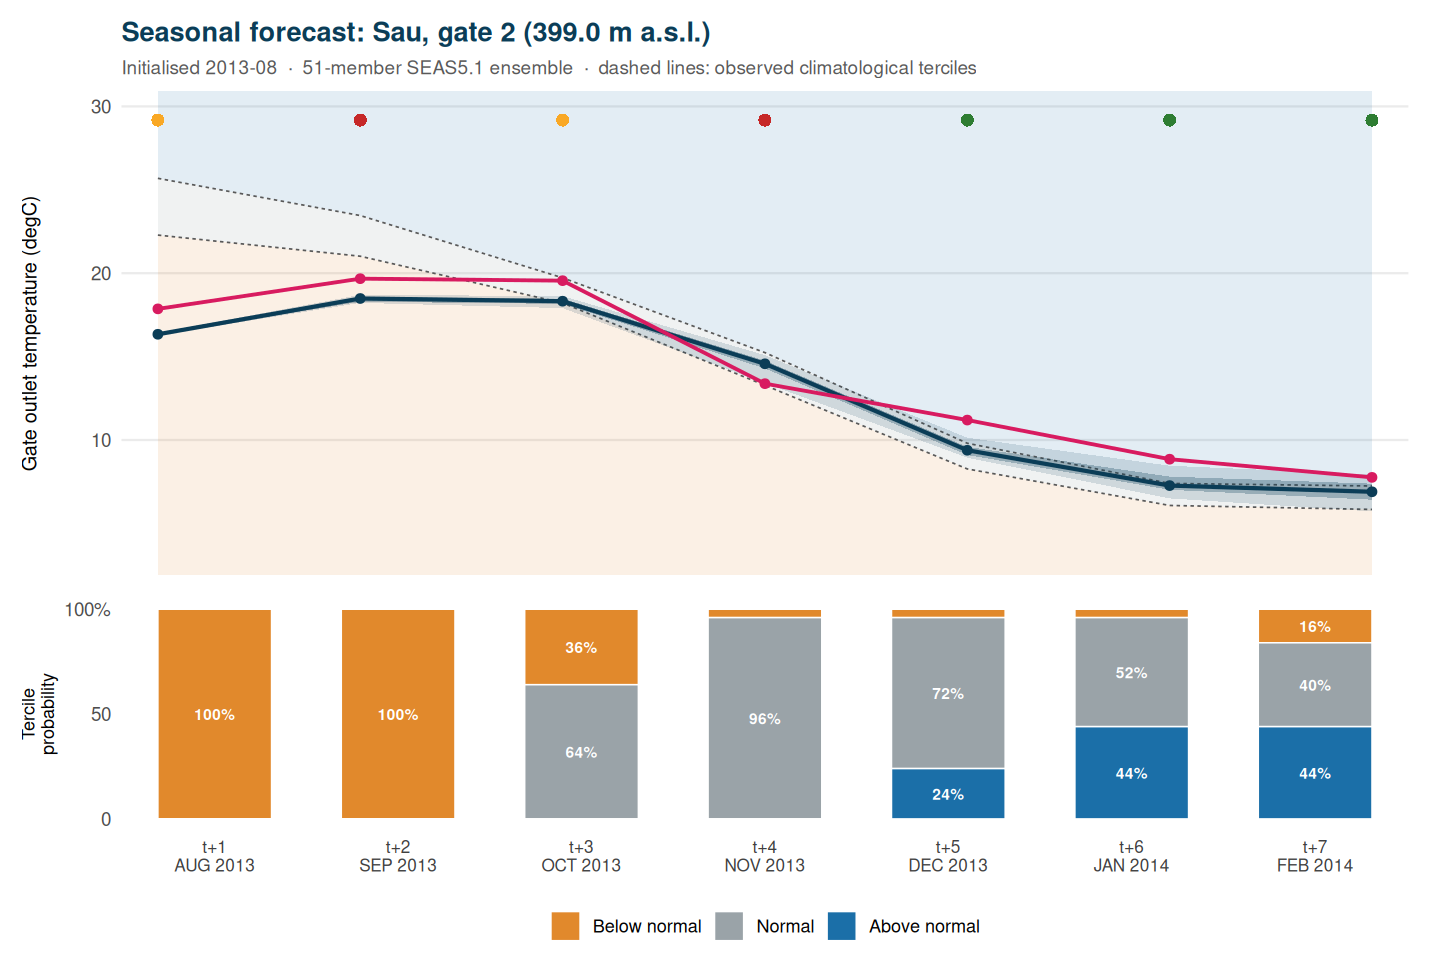 Seasonal forecast: Sau, gate 2 (399.0 m a.s.l.)
Initialised 2013-08 · 51-member SEAS5.1 ensemble · dashed lines: observed climatological terciles
Gate outlet temperature (degC)
30
20
10
Tercile
probability
100%
50
0
100%
100%
36%
64%
96%
72%
24%
52%
44%
16%
40%
44%
t+1
AUG 2013
t+2
SEP 2013
t+3
OCT 2013
t+4
NOV 2013
t+5
DEC 2013
t+6
JAN 2014
t+7
FEB 2014
Below normal
Normal
Above normal